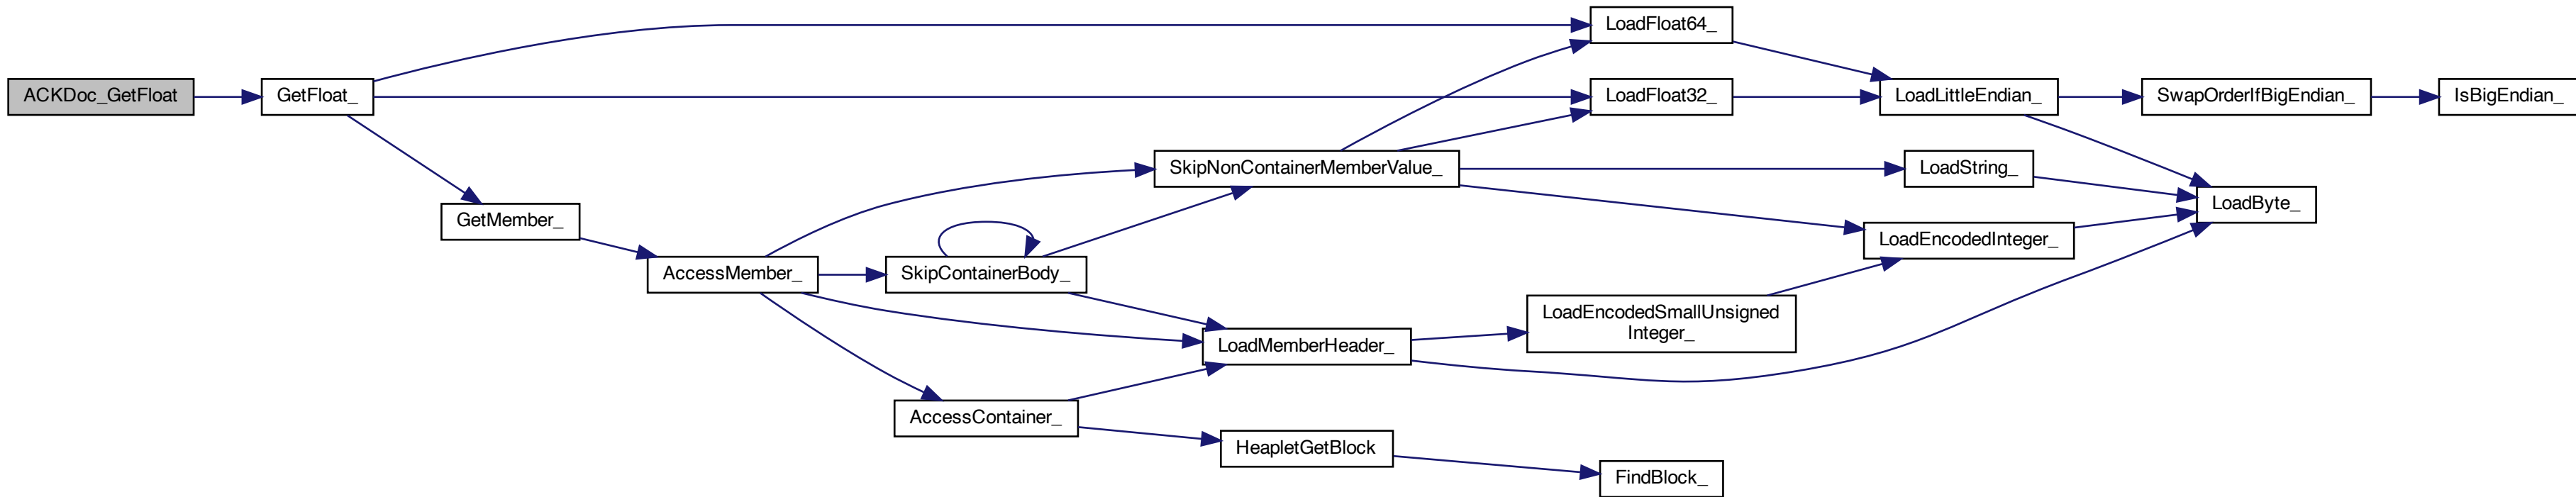 LoadFloat64_
ACKDoc_GetFloat
GetFloat_
LoadFloat32_
LoadLittleEndian_
SwapOrderIfBigEndian_
IsBigEndian_
SkipNonContainerMemberValue_
LoadString_
LoadByte_
GetMember_
LoadEncodedInteger_
AccessMember_
SkipContainerBody_
LoadEncodedSmallUnsigned
Integer_
LoadMemberHeader_
AccessContainer_
HeapletGetBlock
FindBlock_